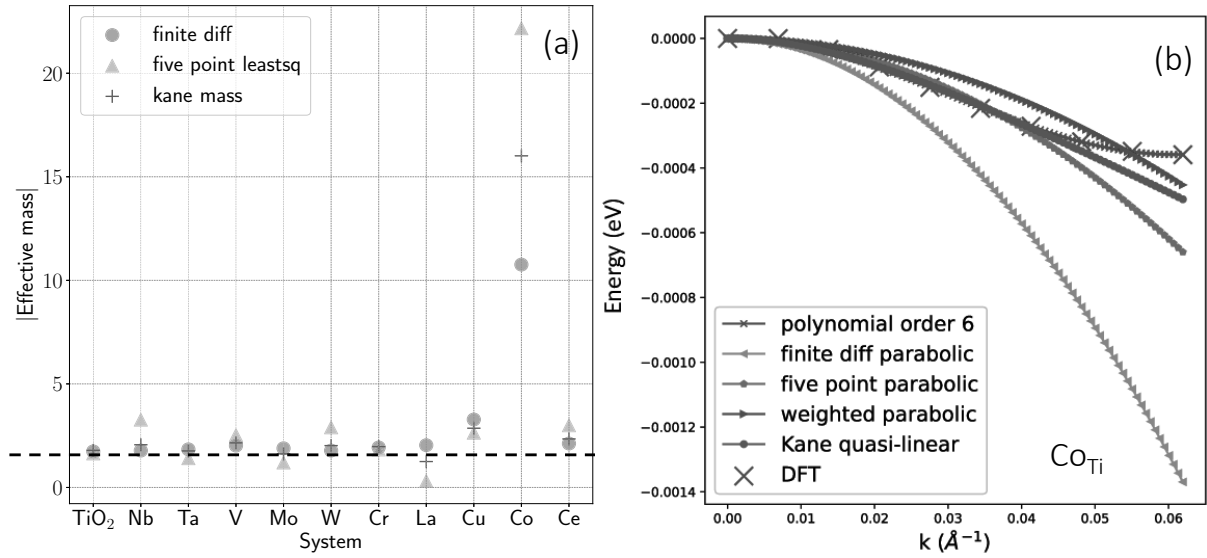 (a)
finite diff
five point leastsq
kane mass
|Effective mass|
20
15
10
5
0
TiO2 Nb Ta V Mo W Cr La Cu Co Ce
System
(b)
Energy (eV)
0.0000
−0.0002
−0.0004
−0.0006
−0.0008
−0.0010
−0.0012
−0.0014
polynomial order 6
finite diff parabolic
five point parabolic
weighted parabolic
Kane quasi-linear
DFT
CoTi
0.00 0.01 0.02 0.03 0.04 0.05 0.06
k (Å⁻¹)